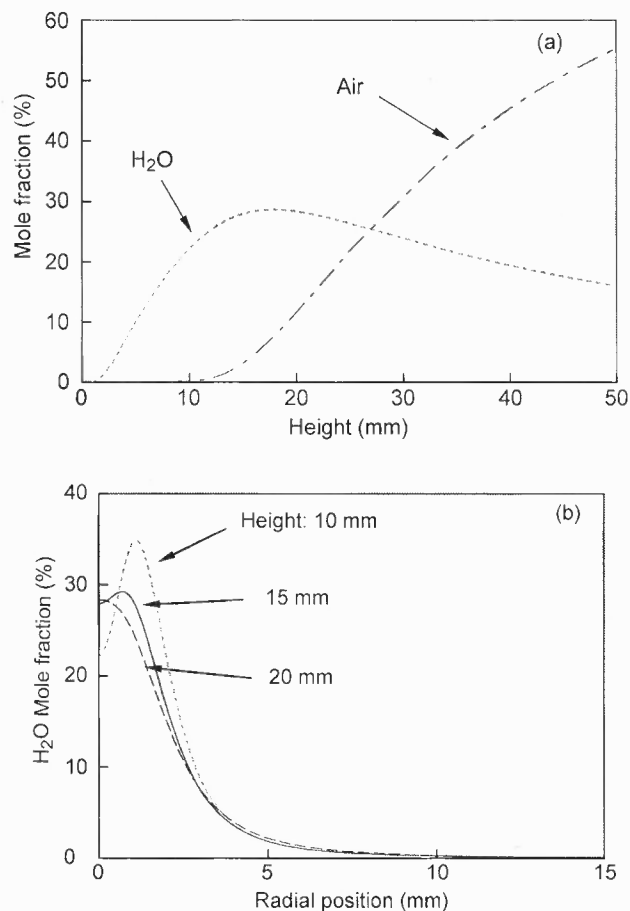 (a)
60
50
40
30
20
10
0
Mole fraction (%)
Air
H₂O
0 10 20 30 40 50
Height (mm)
(b)
40
30
20
10
0
H₂O Mole fraction (%)
Height: 10 mm
15 mm
20 mm
0 5 10 15
Radial position (mm)